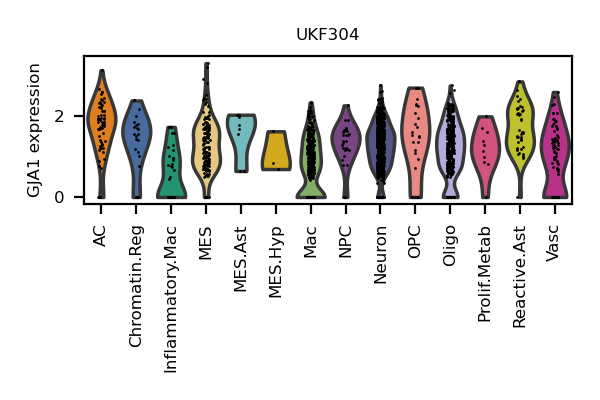 UKF304
GJA1 expression
2
0
AC
Chromatin.Reg
Inflammatory.Mac
MES
MES.Ast
MES.Hyp
Mac
NPC
Neuron
OPC
Oligo
Prolif.Metab
Reactive.Ast
Vasc